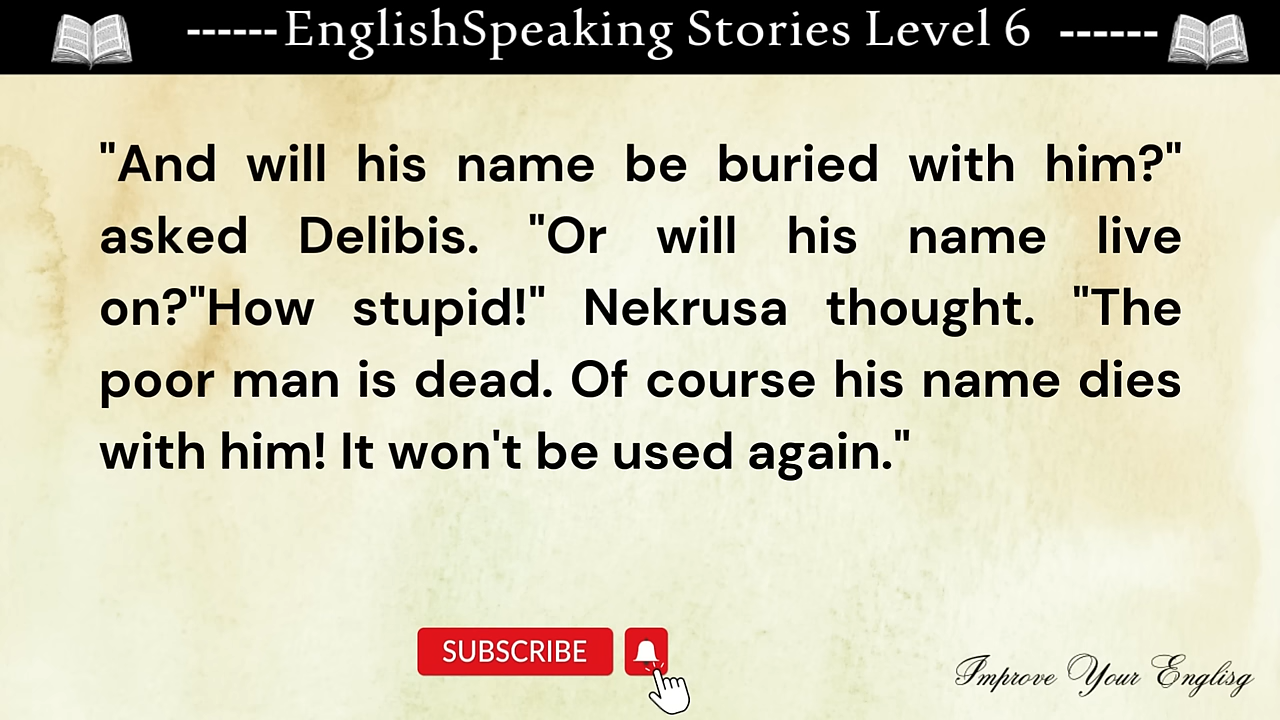 ------EnglishSpeaking Stories Level 6 ------
"And will his name be buried with him?"
asked Delibis. "Or will his name live
on?"How stupid!" Nekrusa thought. "The
poor man is dead. Of course his name dies
with him! It won't be used again."
SUBSCRIBE
Improve Your Englisg